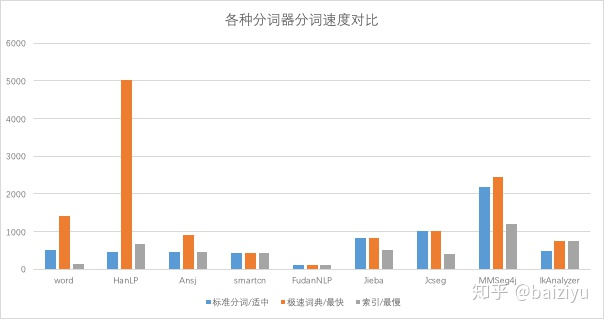 各种分词器分词速度对比
6000
5000
4000
3000
2000
1000
0
word HanLP Ansj smartcn FudanNLP Jieba Jcseg MMSeg4j IkAnalyzer
标准分词/适中 极速词典/最快 索引/最慢
知乎 @baiziyu